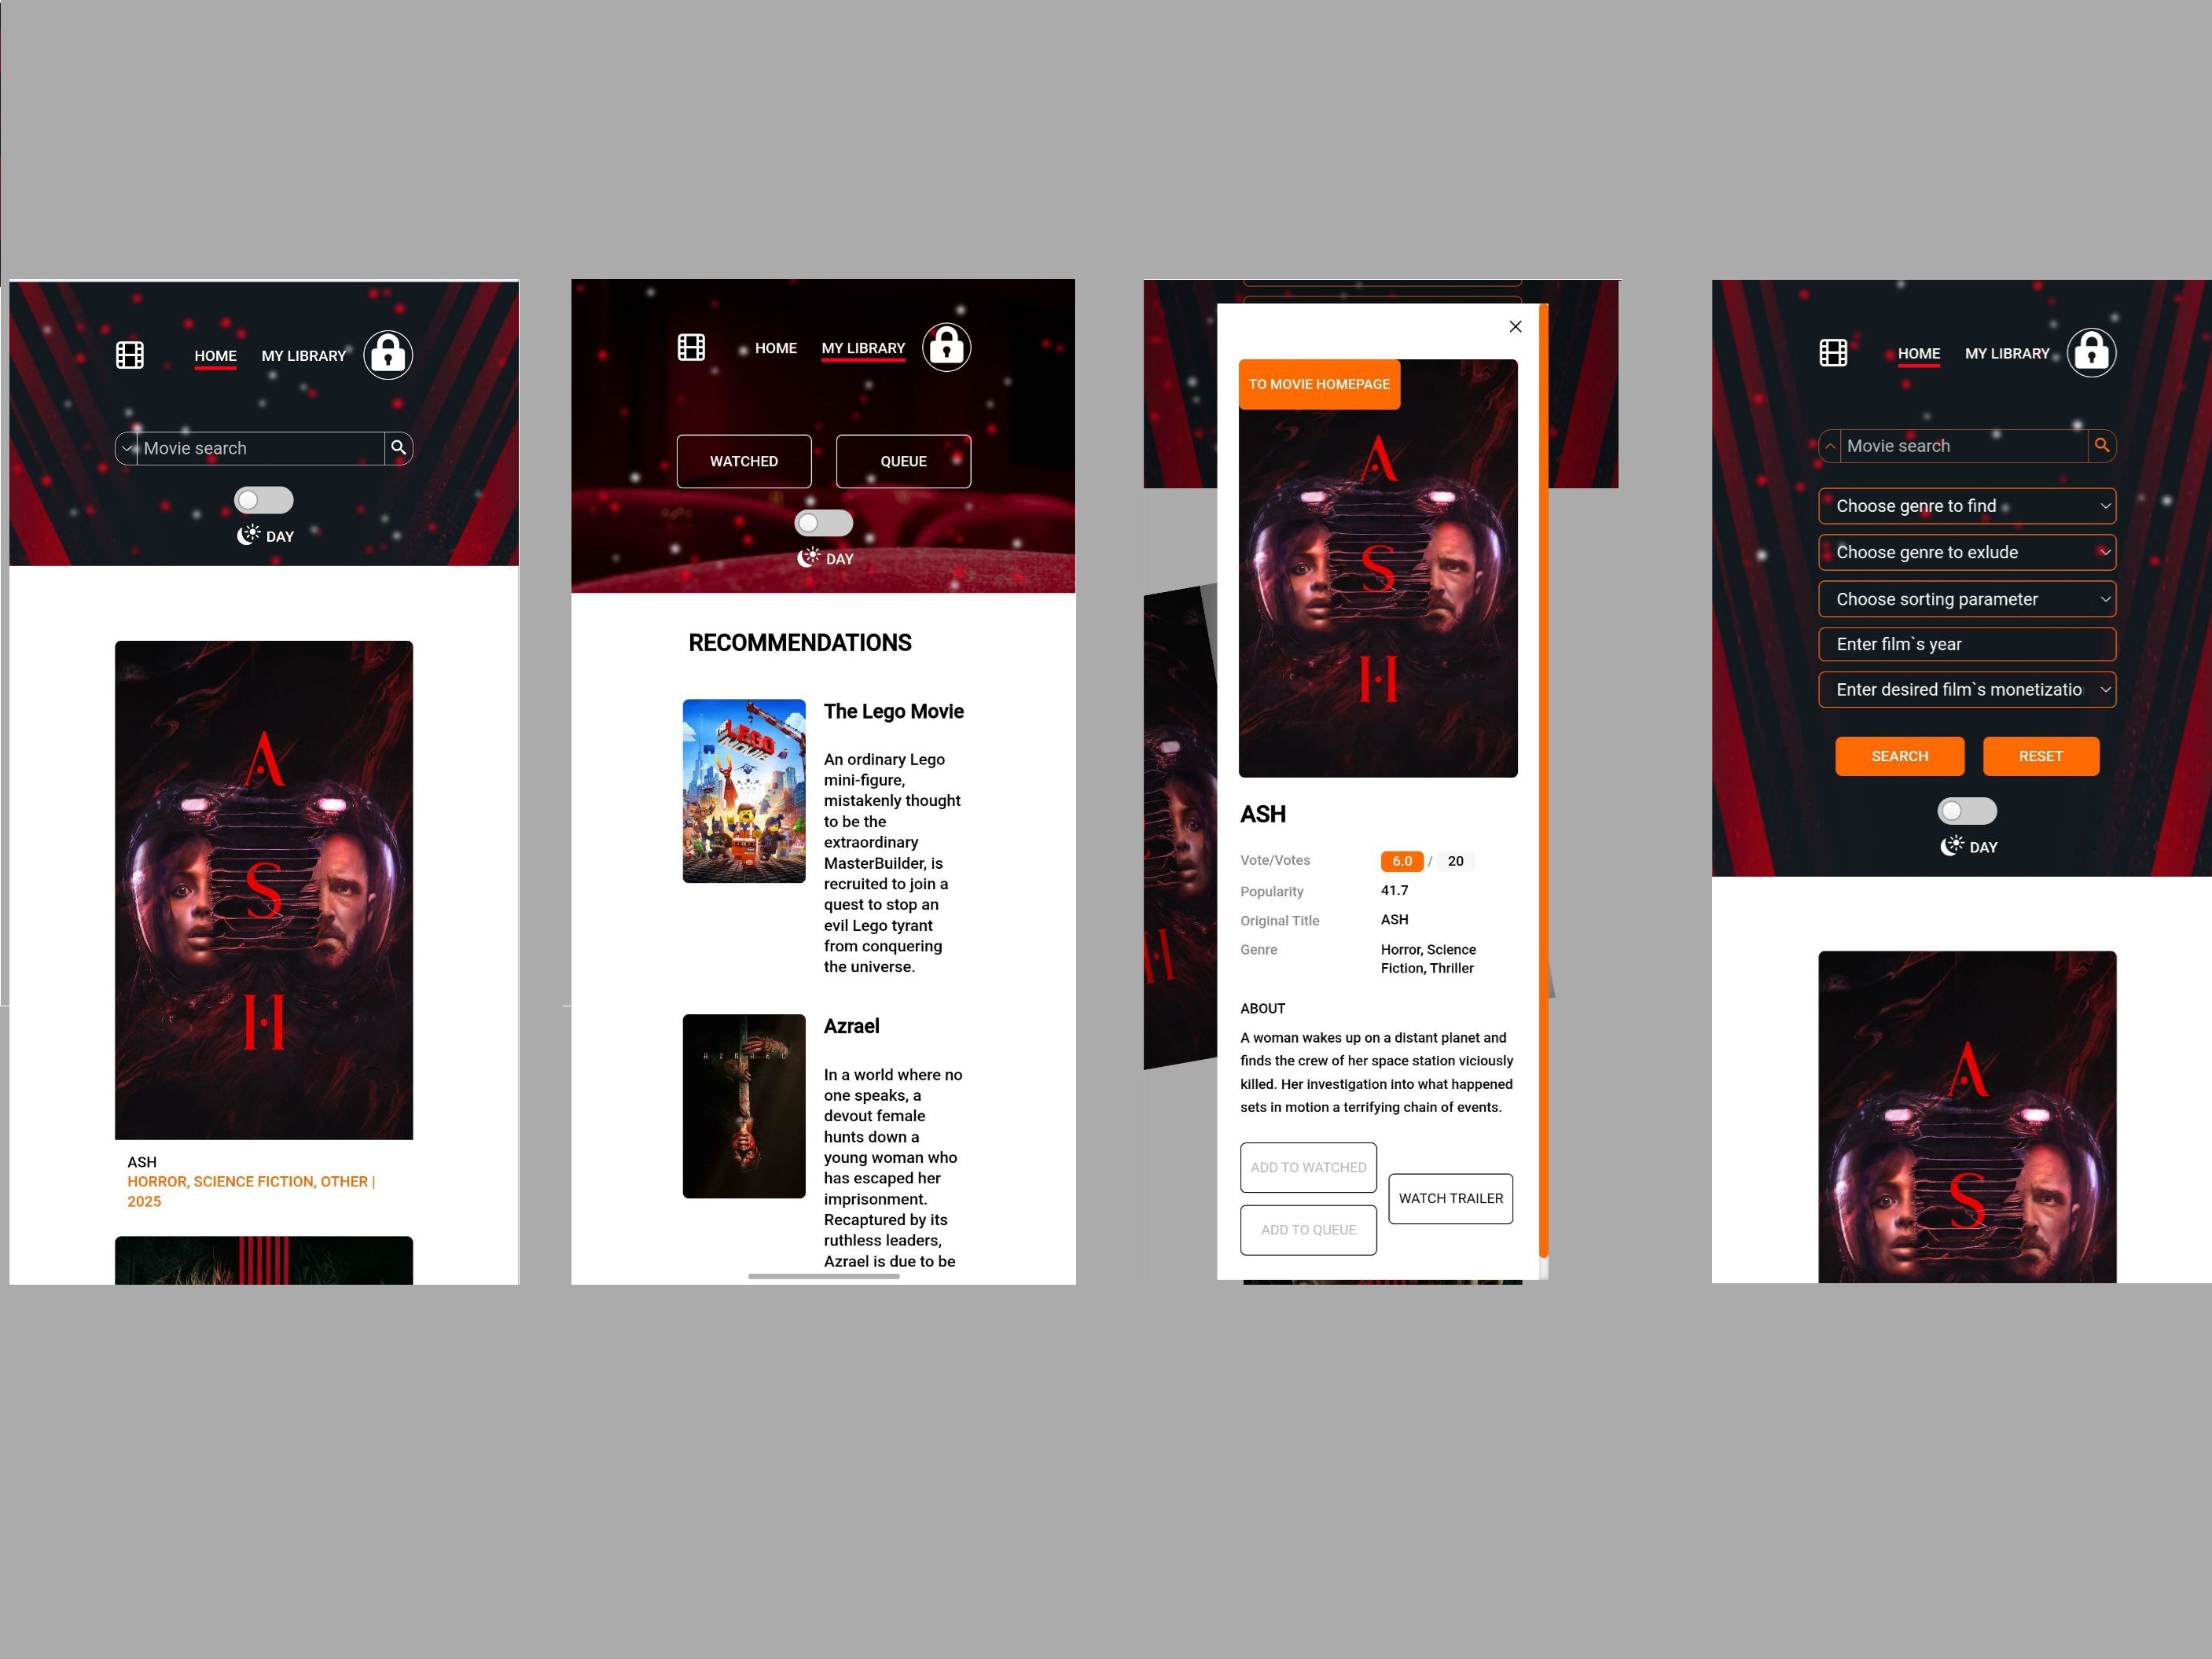 HOME MY LIBRARY
Movie search
DAY
A
S
H
ASH
HORROR, SCIENCE FICTION, OTHER |
2025
HOME MY LIBRARY
WATCHED QUEUE
DAY
RECOMMENDATIONS
THE LEGO MOVIE
The Lego Movie
An ordinary Lego
mini-figure,
mistakenly thought
to be the
extraordinary
MasterBuilder, is
recruited to join a
quest to stop an
evil Lego tyrant
from conquering
the universe.
AZRAEL
Azrael
In a world where no
one speaks, a
devout female
hunts down a
young woman who
has escaped her
imprisonment.
Recaptured by its
ruthless leaders,
Azrael is due to be
TO MOVIE HOMEPAGE
A
S
H
H
ASH
Vote/Votes 6.0 / 20
Popularity 41.7
Original Title ASH
Genre Horror, Science
Fiction, Thriller
ABOUT
A woman wakes up on a distant planet and
finds the crew of her space station viciously
killed. Her investigation into what happened
sets in motion a terrifying chain of events.
ADD TO WATCHED
WATCH TRAILER
ADD TO QUEUE
HOME MY LIBRARY
Movie search
Choose genre to find
Choose genre to exlude
Choose sorting parameter
Enter film`s year
Enter desired film`s monetizatio
SEARCH RESET
DAY
A
S